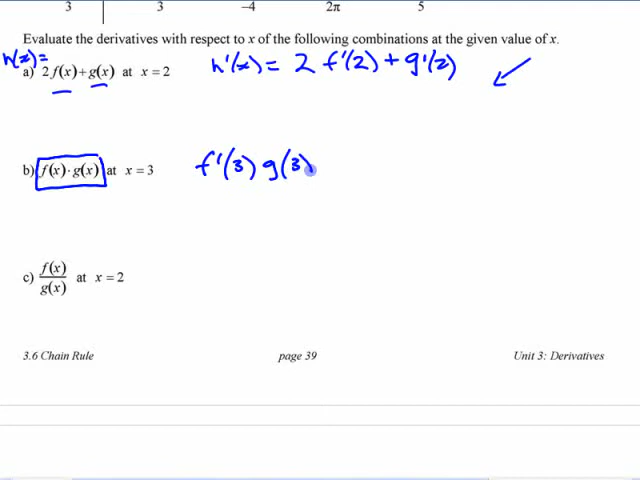 3 3 −4 2π 5
Evaluate the derivatives with respect to x of the following combinations at the given value of x.
h(x)=
a) 2 f(x)+g(x) at x = 2 h'(x) = 2 f'(2) + g'(2)
b) f(x)·g(x) at x = 3 f'(3) g(3)
c) f(x)/g(x) at x = 2
3.6 Chain Rule page 39 Unit 3: Derivatives